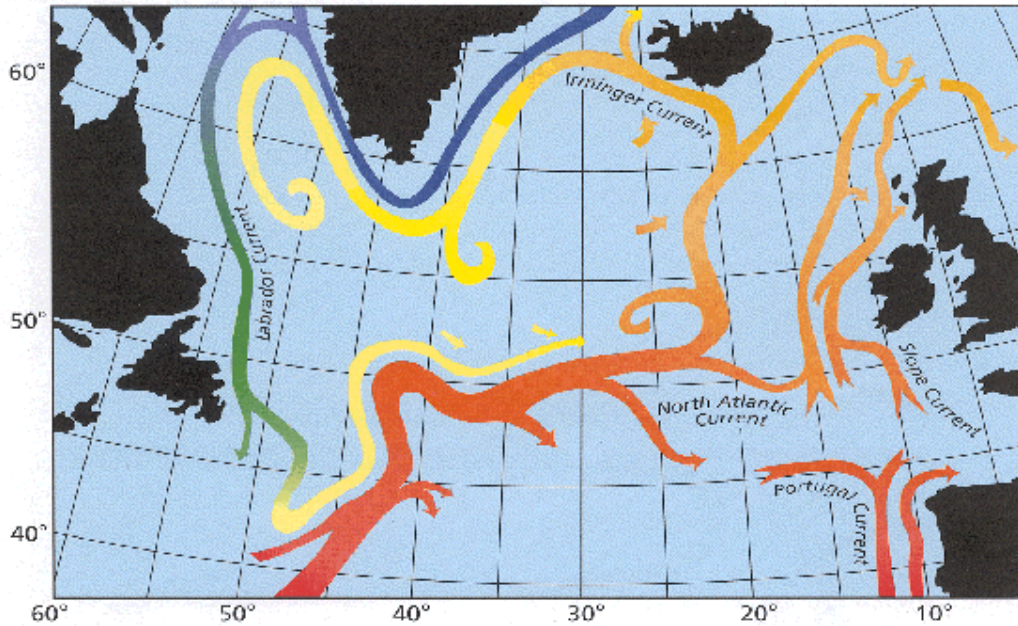 60°
Irminger Current
Labrador Current
50°
Slope Current
North Atlantic
Current
Portugal Current
40°
60°
50°
40°
30°
20°
10°